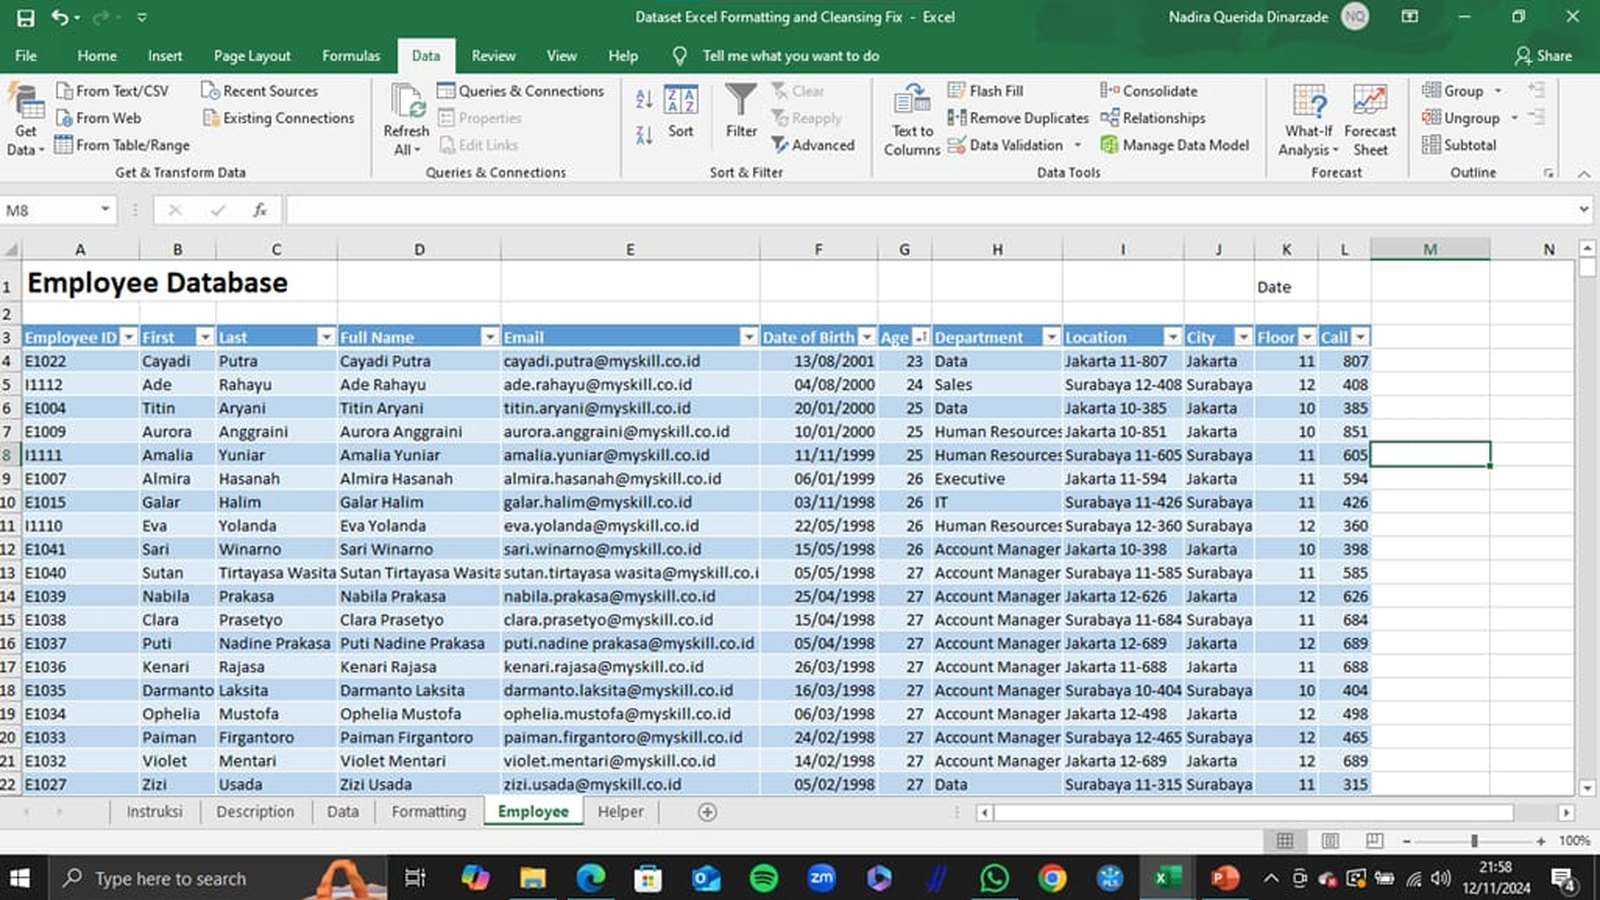 Dataset Excel Formatting and Cleansing Fix - Excel
Nadira Querida Dinarzade NQ
File Home Insert Page Layout Formulas Data Review View Help Tell me what you want to do Share
Get Data
From Text/CSV
From Web
From Table/Range
Recent Sources
Existing Connections
Get & Transform Data
Refresh All
Queries & Connections
Properties
Edit Links
Queries & Connections
Sort
Filter
Clear
Reapply
Advanced
Sort & Filter
Text to Columns
Flash Fill
Remove Duplicates
Data Validation
Consolidate
Relationships
Manage Data Model
Data Tools
What-If Analysis
Forecast Sheet
Forecast
Group
Ungroup
Subtotal
Outline
M8 fx
A B C D E F G H I J K L M N
1 Employee Database Date
2
3 Employee ID First Last Full Name Email Date of Birth Age Department Location City Floor Call
4 E1022 Cayadi Putra Cayadi Putra cayadi.putra@myskill.co.id 13/08/2001 23 Data Jakarta 11-807 Jakarta 11 807
5 I1112 Ade Rahayu Ade Rahayu ade.rahayu@myskill.co.id 04/08/2000 24 Sales Surabaya 12-408 Surabaya 12 408
6 E1004 Titin Aryani Titin Aryani titin.aryani@myskill.co.id 20/01/2000 25 Data Jakarta 10-385 Jakarta 10 385
7 E1009 Aurora Anggraini Aurora Anggraini aurora.anggraini@myskill.co.id 10/01/2000 25 Human Resources Jakarta 10-851 Jakarta 10 851
8 I1111 Amalia Yuniar Amalia Yuniar amalia.yuniar@myskill.co.id 11/11/1999 25 Human Resources Surabaya 11-605 Surabaya 11 605
9 E1007 Almira Hasanah Almira Hasanah almira.hasanah@myskill.co.id 06/01/1999 26 Executive Jakarta 11-594 Jakarta 11 594
10 E1015 Galar Halim Galar Halim galar.halim@myskill.co.id 03/11/1998 26 IT Surabaya 11-426 Surabaya 11 426
11 I1110 Eva Yolanda Eva Yolanda eva.yolanda@myskill.co.id 22/05/1998 26 Human Resources Surabaya 12-360 Surabaya 12 360
12 E1041 Sari Winarno Sari Winarno sari.winarno@myskill.co.id 15/05/1998 26 Account Manager Jakarta 10-398 Jakarta 10 398
13 E1040 Sutan Tirtayasa Wasita Sutan Tirtayasa Wasita sutan.tirtayasa wasita@myskill.co.i 05/05/1998 27 Account Manager Surabaya 11-585 Surabaya 11 585
14 E1039 Nabila Prakasa Nabila Prakasa nabila.prakasa@myskill.co.id 25/04/1998 27 Account Manager Jakarta 12-626 Jakarta 12 626
15 E1038 Clara Prasetyo Clara Prasetyo clara.prasetyo@myskill.co.id 15/04/1998 27 Account Manager Surabaya 11-684 Surabaya 11 684
16 E1037 Puti Nadine Prakasa Puti Nadine Prakasa puti.nadine prakasa@myskill.co.id 05/04/1998 27 Account Manager Jakarta 12-689 Jakarta 12 689
17 E1036 Kenari Rajasa Kenari Rajasa kenari.rajasa@myskill.co.id 26/03/1998 27 Account Manager Jakarta 11-688 Jakarta 11 688
18 E1035 Darmanto Laksita Darmanto Laksita darmanto.laksita@myskill.co.id 16/03/1998 27 Account Manager Surabaya 10-404 Surabaya 10 404
19 E1034 Ophelia Mustofa Ophelia Mustofa ophelia.mustofa@myskill.co.id 06/03/1998 27 Account Manager Jakarta 12-498 Jakarta 12 498
20 E1033 Paiman Firgantoro Paiman Firgantoro paiman.firgantoro@myskill.co.id 24/02/1998 27 Account Manager Surabaya 12-465 Surabaya 12 465
21 E1032 Violet Mentari Violet Mentari violet.mentari@myskill.co.id 14/02/1998 27 Account Manager Jakarta 12-689 Jakarta 12 689
22 E1027 Zizi Usada Zizi Usada zizi.usada@myskill.co.id 05/02/1998 27 Data Surabaya 11-315 Surabaya 11 315
Instruksi Description Data Formatting Employee Helper
100%
Type here to search
zm
PLS
21:58
12/11/2024
4